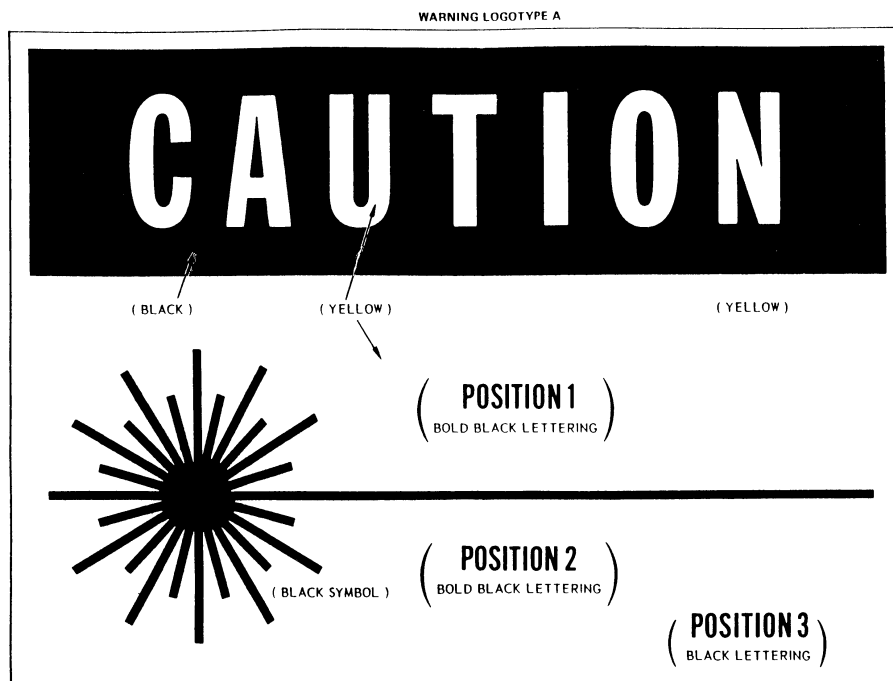 WARNING LOGOTYPE A
CAUTION
( BLACK )
( YELLOW )
( YELLOW )
( POSITION 1
BOLD BLACK LETTERING )
( POSITION 2
BOLD BLACK LETTERING )
( BLACK SYMBOL )
( POSITION 3
BLACK LETTERING )